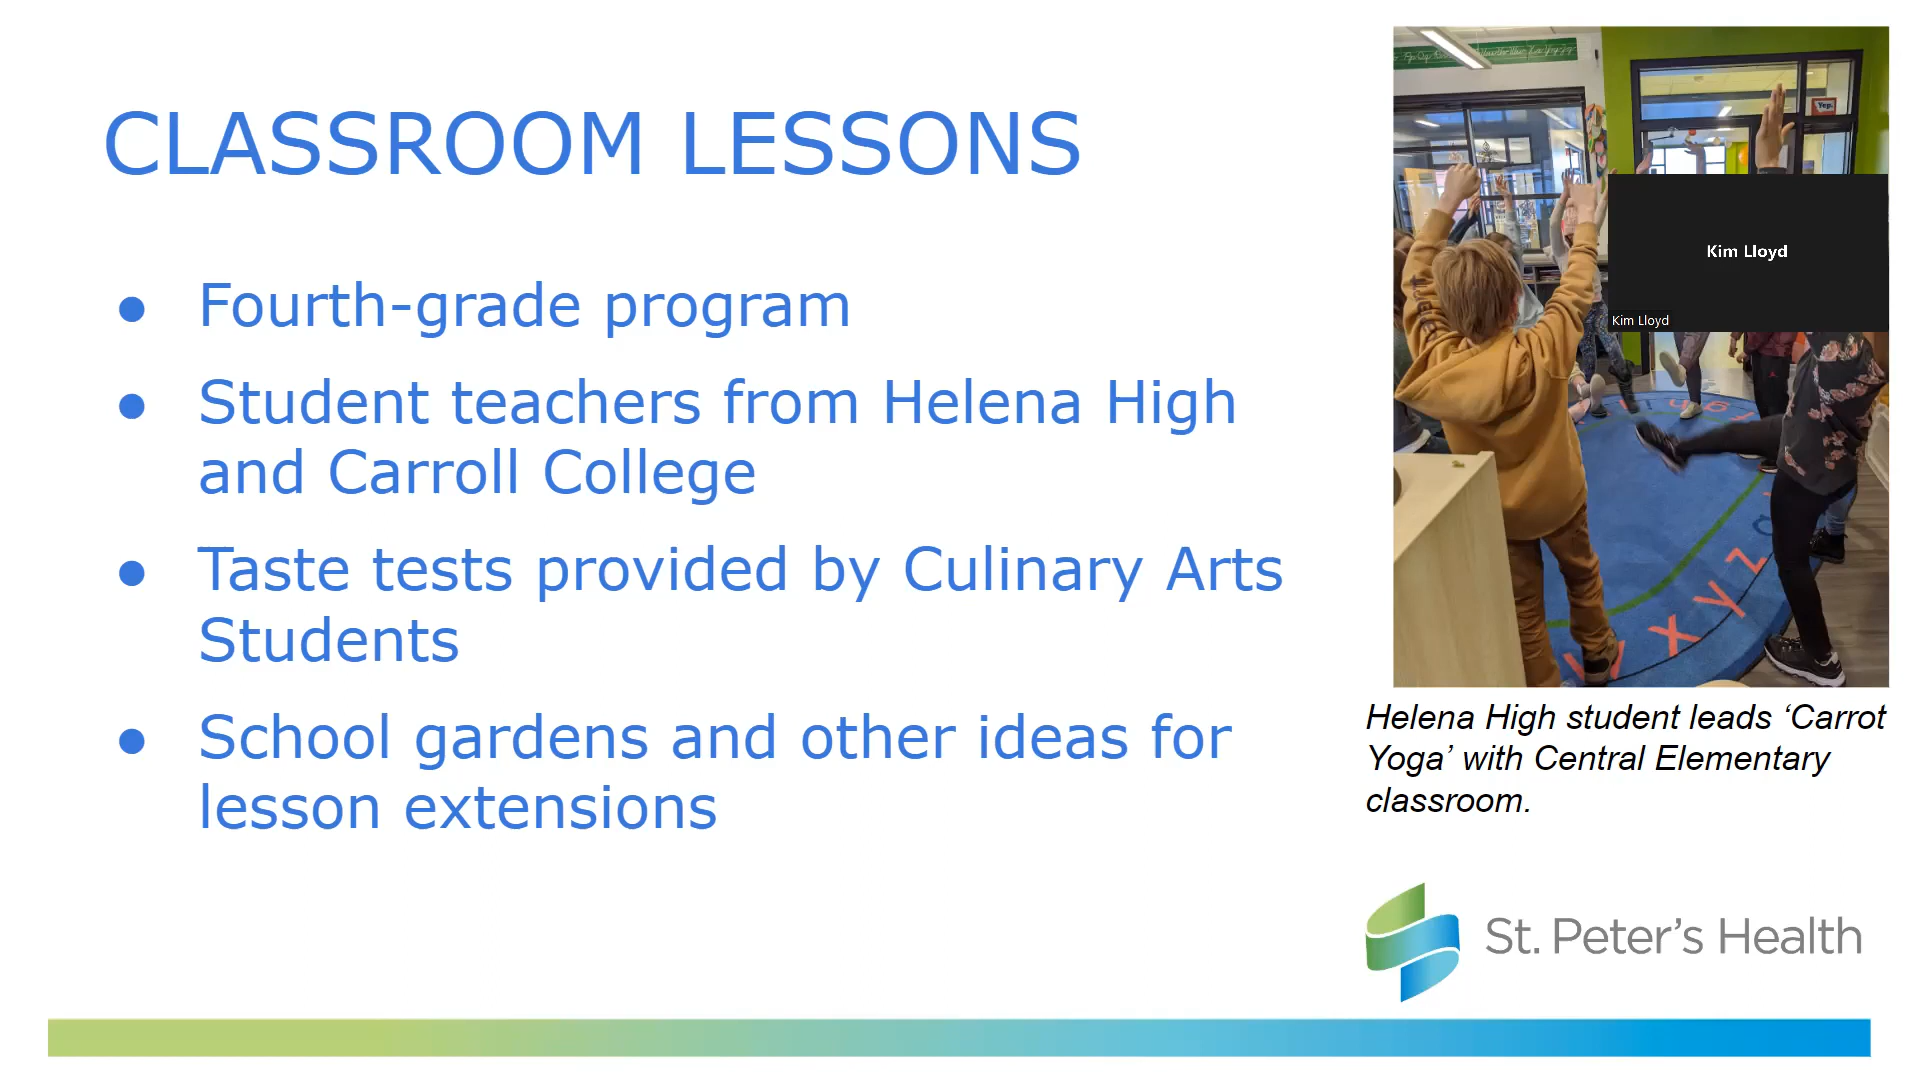 CLASSROOM LESSONS
● Fourth-grade program
● Student teachers from Helena High
and Carroll College
● Taste tests provided by Culinary Arts
Students
● School gardens and other ideas for
lesson extensions
Yep.
Kim Lloyd
Kim Lloyd
V X Y Z
Helena High student leads ‘Carrot
Yoga’ with Central Elementary
classroom.
St. Peter’s Health